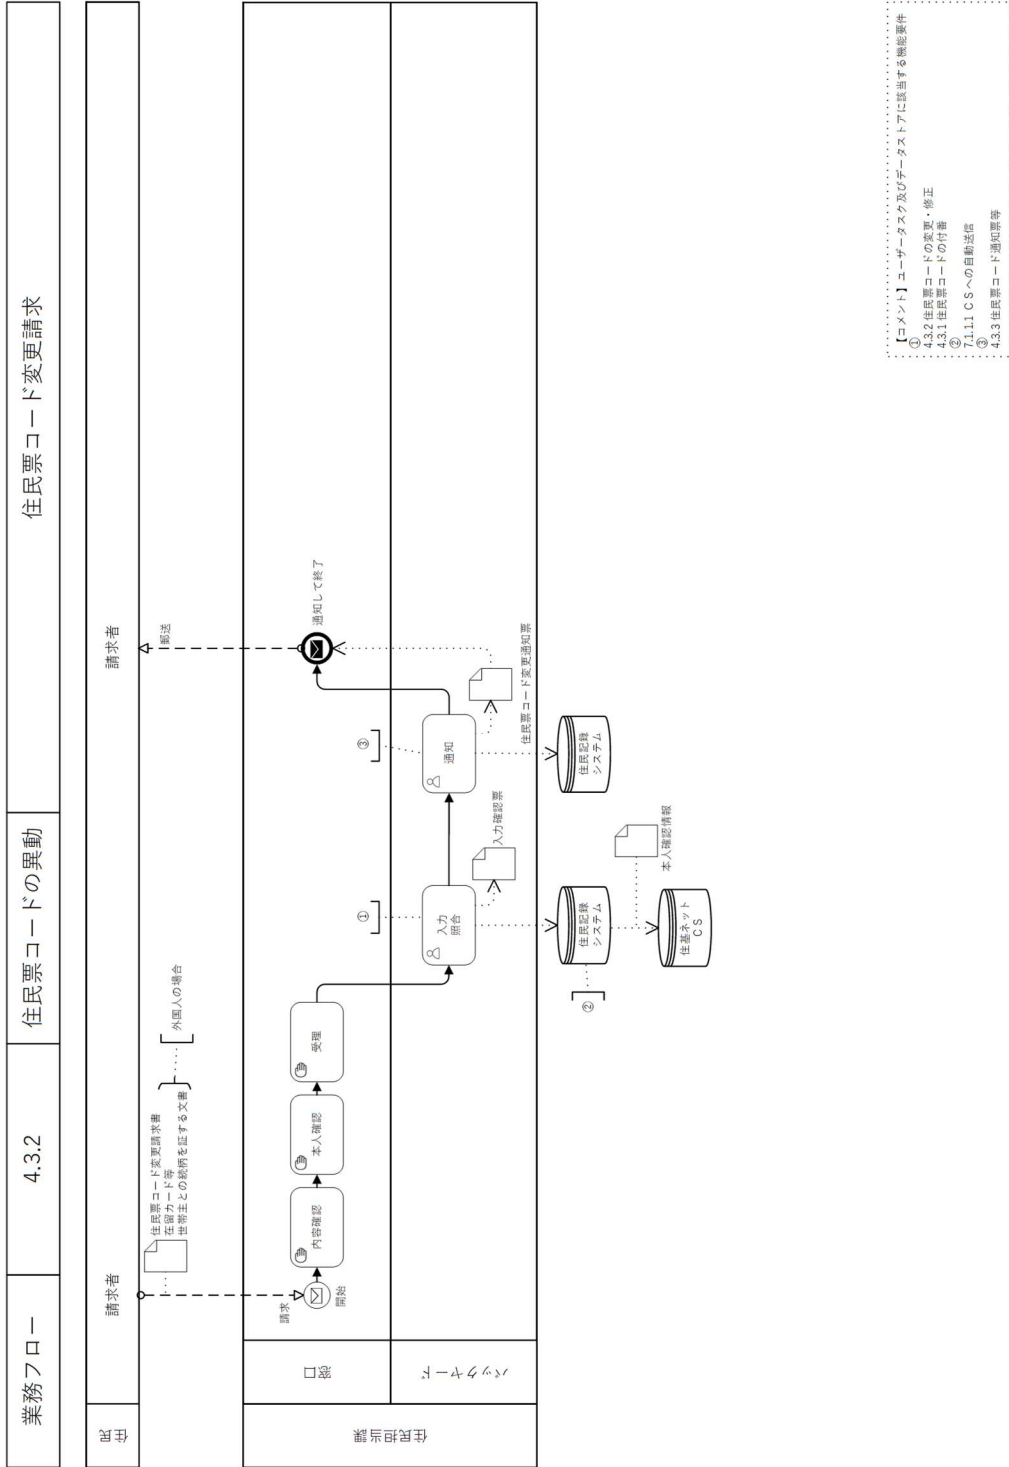 業務フロー
4.3.2
住民票コードの異動
住民票コード変更請求
住民
請求者
請求者
住民票コード変更請求書
在留カード等
世帯主との続柄を証する文書
外国人の場合
郵送
請求
住民担当課
窓口
開始
内容確認
本人確認
受理
通知して終了
バックヤード
①
入力
照合
入力確認票
③
通知
住民票コード変更通知票
②
住民記録
システム
住民記録
システム
本人確認情報
住基ネット
CS
【コメント】ユーザータスク及びデータストアに該当する機能要件
①
4.3.2 住民票コードの変更・修正
4.3.1 住民票コードの付番
②
7.1.1.1 CSへの自動送信
③
4.3.3 住民票コード通知票等